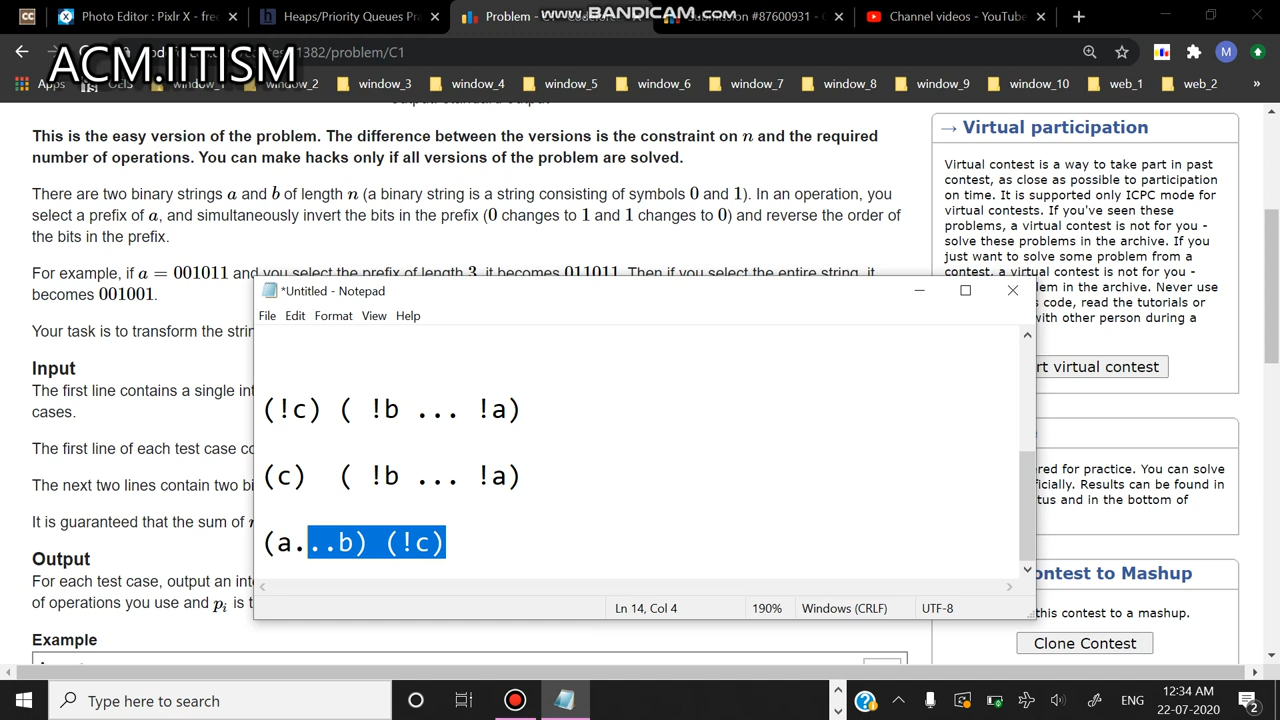 Photo Editor : Pixlr X - fre
Heaps/Priority Queues Pra
Problem -
www.BANDICAM.com
ubmission #87600931 -
Channel videos - YouTube
ACM.IITISM
1382/problem/C1
M
Apps
OEIS
window_1
window_2
window_3
window_4
window_5
window_6
window_7
window_8
window_9
window_10
web_1
web_2
»
This is the easy version of the problem. The difference between the versions is the constraint on n and the required
number of operations. You can make hacks only if all versions of the problem are solved.
There are two binary strings a and b of length n (a binary string is a string consisting of symbols 0 and 1). In an operation, you
select a prefix of a, and simultaneously invert the bits in the prefix (0 changes to 1 and 1 changes to 0) and reverse the order of
the bits in the prefix.
For example, if a = 001011 and you select the prefix of length 3, it becomes 011011. Then if you select the entire string, it
becomes 001001.
Your task is to transform the strin
Input
The first line contains a single int
cases.
The first line of each test case co
The next two lines contain two bi
It is guaranteed that the sum of
Output
For each test case, output an inte
of operations you use and pi is t
Example
*Untitled - Notepad
File Edit Format View Help
(!c) ( !b ... !a)
(c)  ( !b ... !a)
(a...b) (!c)
Ln 14, Col 4
190%
Windows (CRLF)
UTF-8
→ Virtual participation
Virtual contest is a way to take part in past
contest, as close as possible to participation
on time. It is supported only ICPC mode for
virtual contests. If you've seen these
problems, a virtual contest is not for you -
solve these problems in the archive. If you
just want to solve some problem from a
contest, a virtual contest is not for you -
lem in the archive. Never use
s code, read the tutorials or
with other person during a
rt virtual contest
ered for practice. You can solve
ficially. Results can be found in
tus and in the bottom of
ontest to Mashup
this contest to a mashup.
Clone Contest
Type here to search
ENG
12:34 AM
22-07-2020
2